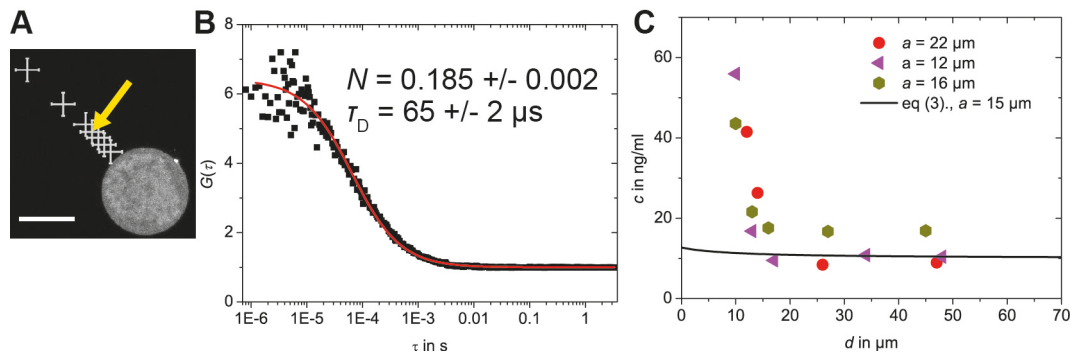 A
B
C
8
6
4
2
0
G(τ)
N = 0.185 +/- 0.002
τD = 65 +/- 2 µs
1E-6 1E-5 1E-4 1E-3 0.01 0.1 1
τ in s
60
40
20
0
c in ng/ml
a = 22 µm
a = 12 µm
a = 16 µm
eq (3)., a = 15 µm
0 10 20 30 40 50 60 70
d in µm